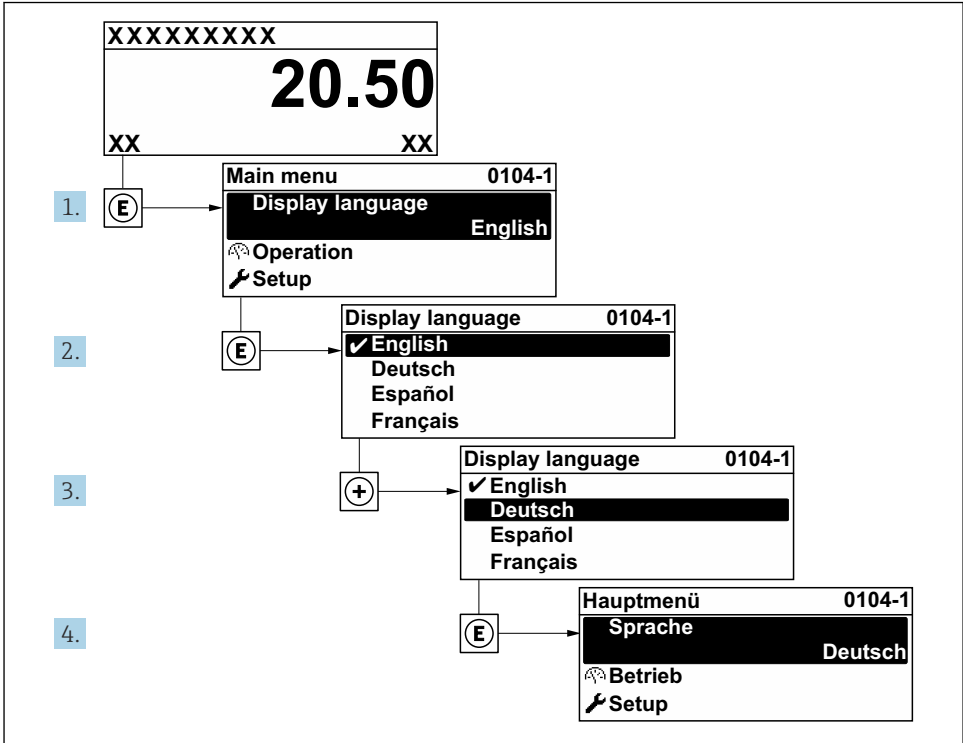 XXXXXXXXX
20.50
XX XX
1.
E
Main menu 0104-1
Display language
English
Operation
Setup
2.
E
Display language 0104-1
✔English
Deutsch
Español
Français
3.
+
Display language 0104-1
✔English
Deutsch
Español
Français
4.
E
Hauptmenü 0104-1
Sprache
Deutsch
Betrieb
Setup